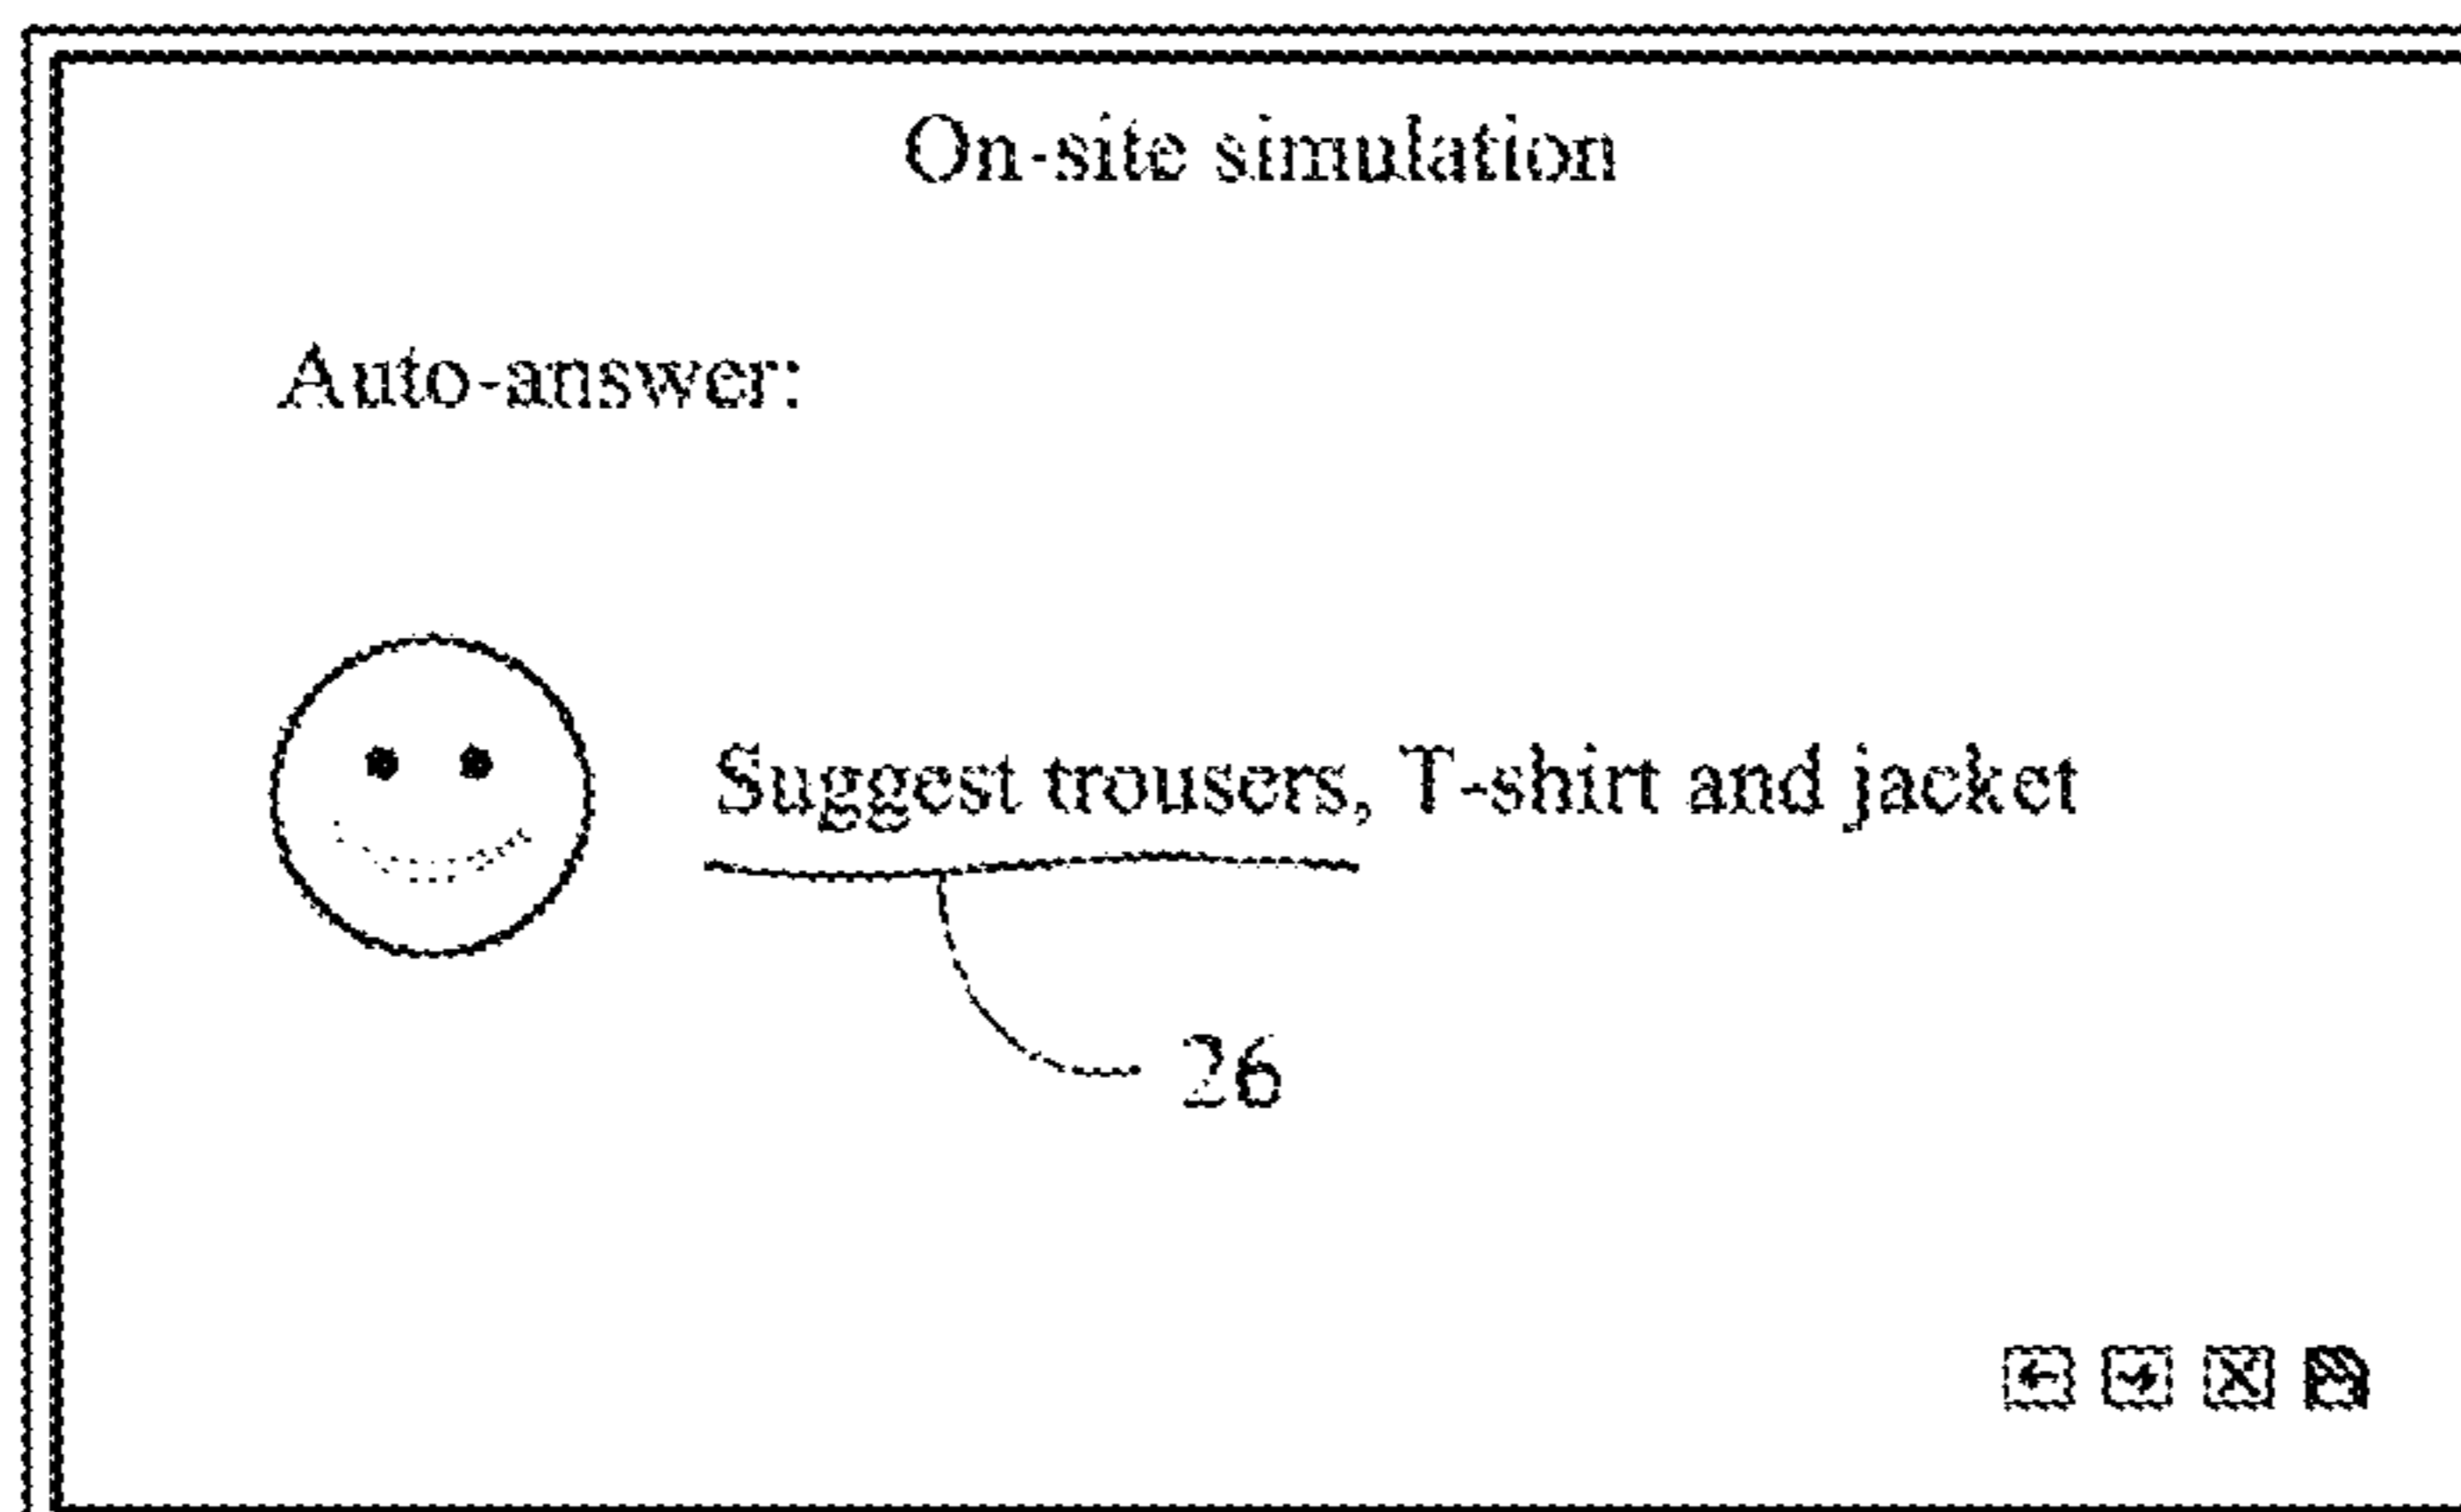 On-site simulation
Auto-answer:
Suggest trousers, T-shirt and jacket
26